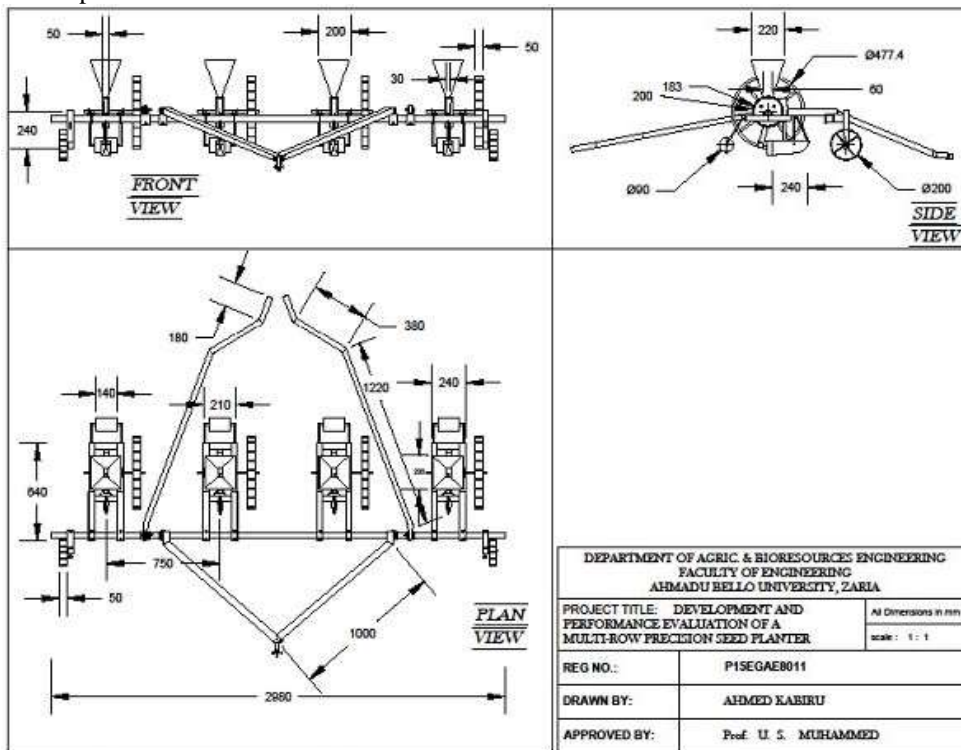 50
200
50
30
240
FRONT
VIEW
220
Ø477.4
183
60
200
Ø90
240
Ø200
SIDE
VIEW
180
380
1220
140
210
240
640
750
50
1000
2980
PLAN
VIEW
DEPARTMENT OF AGRIC. & BIORESOURCES ENGINEERING
FACULTY OF ENGINEERING
AHMADU BELLO UNIVERSITY, ZARIA
PROJECT TITLE: DEVELOPMENT AND
PERFORMANCE EVALUATION OF A
MULTI-ROW PRECISION SEED PLANTER
All Dimensions in mm
scale : 1 : 1
REG NO.: P15EGAE8011
DRAWN BY: AHMED KABIRU
APPROVED BY: Prof. U. S. MUHAMMED